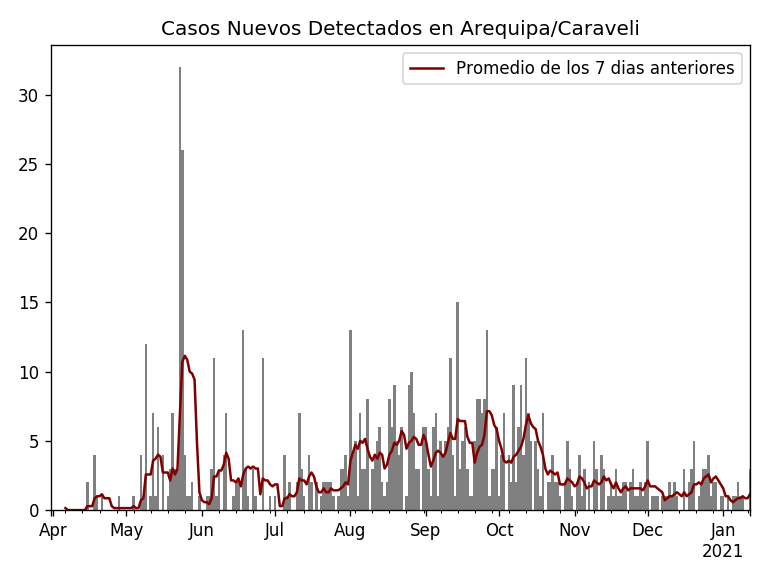 Casos Nuevos Detectados en Arequipa/Caraveli
Promedio de los 7 dias anteriores
30
25
20
15
10
5
0
Apr May Jun Jul Aug Sep Oct Nov Dec Jan
2021